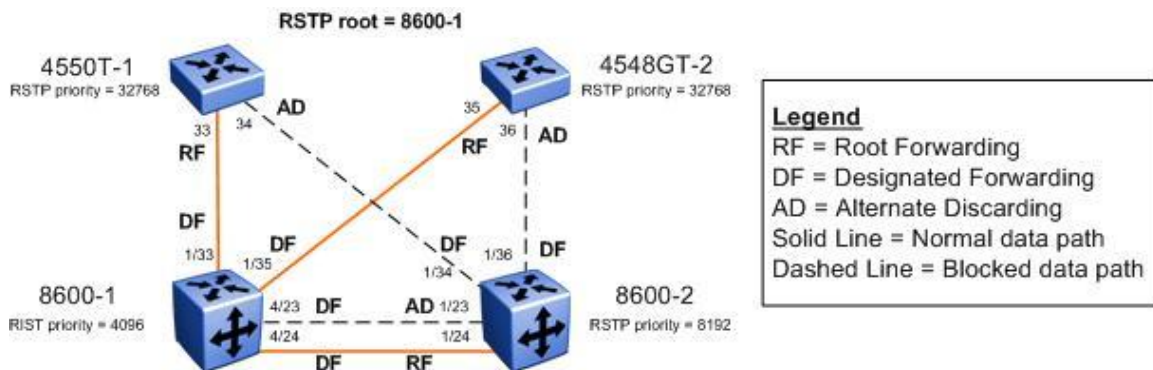 RSTP root = 8600-1
4550T-1
RSTP priority = 32768
4548GT-2
RSTP priority = 32768
AD
33
34
RF
35
36
RF
AD
DF
1/33
DF
1/35
DF
1/34
1/36
DF
8600-1
RIST priority = 4096
4/23
DF
AD
1/23
4/24
1/24
DF
RF
8600-2
RSTP priority = 8192
Legend
RF = Root Forwarding
DF = Designated Forwarding
AD = Alternate Discarding
Solid Line = Normal data path
Dashed Line = Blocked data path